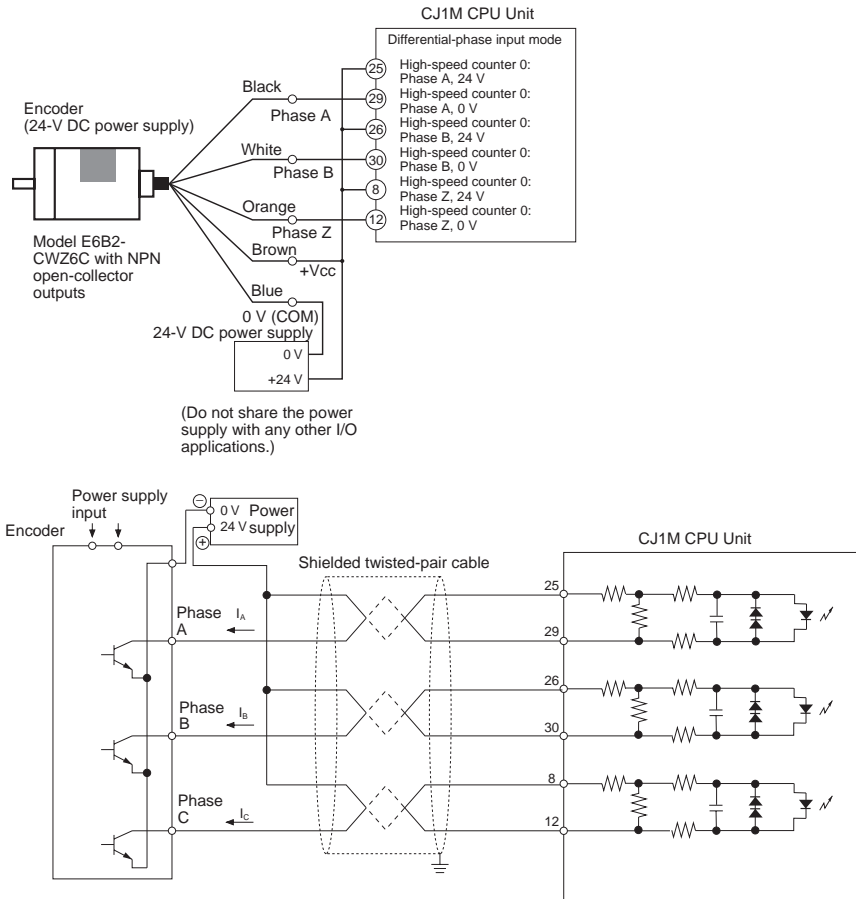 CJ1M CPU Unit
Differential-phase input mode
25
High-speed counter 0:
Phase A, 24 V
29
High-speed counter 0:
Phase A, 0 V
26
High-speed counter 0:
Phase B, 24 V
30
High-speed counter 0:
Phase B, 0 V
8
High-speed counter 0:
Phase Z, 24 V
12
High-speed counter 0:
Phase Z, 0 V
Encoder
(24-V DC power supply)
Black
Phase A
White
Phase B
Orange
Phase Z
Brown
+Vcc
Blue
0 V (COM)
Model E6B2-
CWZ6C with NPN
open-collector
outputs
24-V DC power supply
0 V
+24 V
(Do not share the power
supply with any other I/O
applications.)
Power supply
input
Encoder
−
0 V Power
24 V supply
+
Shielded twisted-pair cable
CJ1M CPU Unit
Phase
A
IA
25
29
Phase
B
IB
26
30
Phase
C
IC
8
12